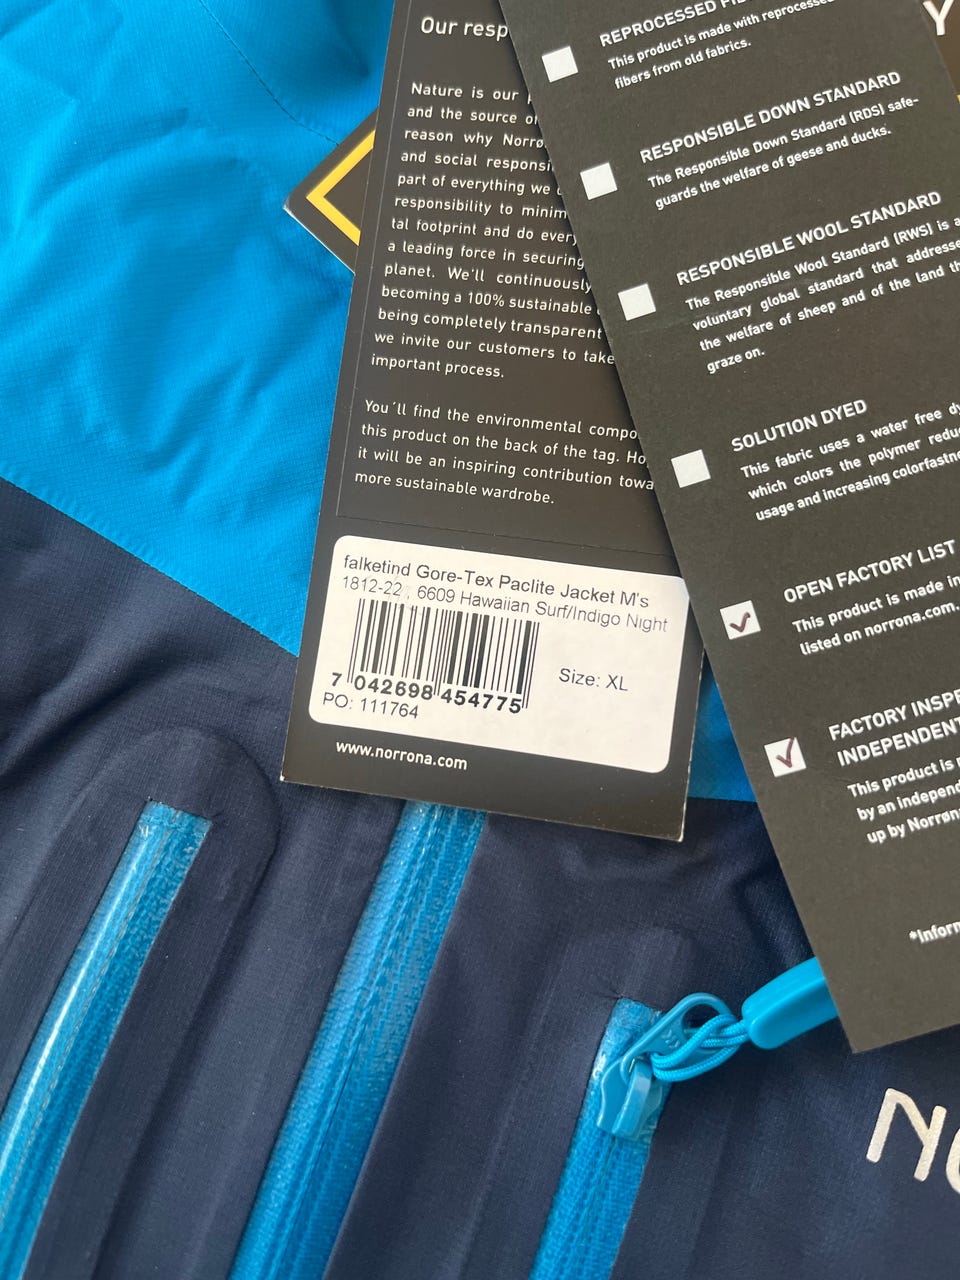 Our resp
Nature is our
and the source of
reason why Norrø
and social responsi
part of everything we
responsibility to minim
tal footprint and do every
a leading force in securing
planet. We'll continuously
becoming a 100% sustainable
being completely transparent
we invite our customers to take
important process.
You´ll find the environmental compo
this product on the back of the tag. Ho
it will be an inspiring contribution towa
more sustainable wardrobe.
falketind Gore-Tex Paclite Jacket M's
1812-22 , 6609 Hawaiian Surf/Indigo Night
7 042698 454775
Size: XL
PO: 111764
www.norrona.com
REPROCESSED FI
This product is made with reprocessed
fibers from old fabrics.
RESPONSIBLE DOWN STANDARD
The Responsible Down Standard (RDS) safe-
guards the welfare of geese and ducks.
RESPONSIBLE WOOL STANDARD
The Responsible Wool Standard (RWS) is a
voluntary global standard that addresse
the welfare of sheep and of the land th
graze on.
SOLUTION DYED
This fabric uses a water free dy
which colors the polymer redu
usage and increasing colorfastne
OPEN FACTORY LIST
This product is made in
listed on norrona.com.
FACTORY INSPE
INDEPENDENT
This product is
by an independ
up by Norrøn
*Inform
Y
NO